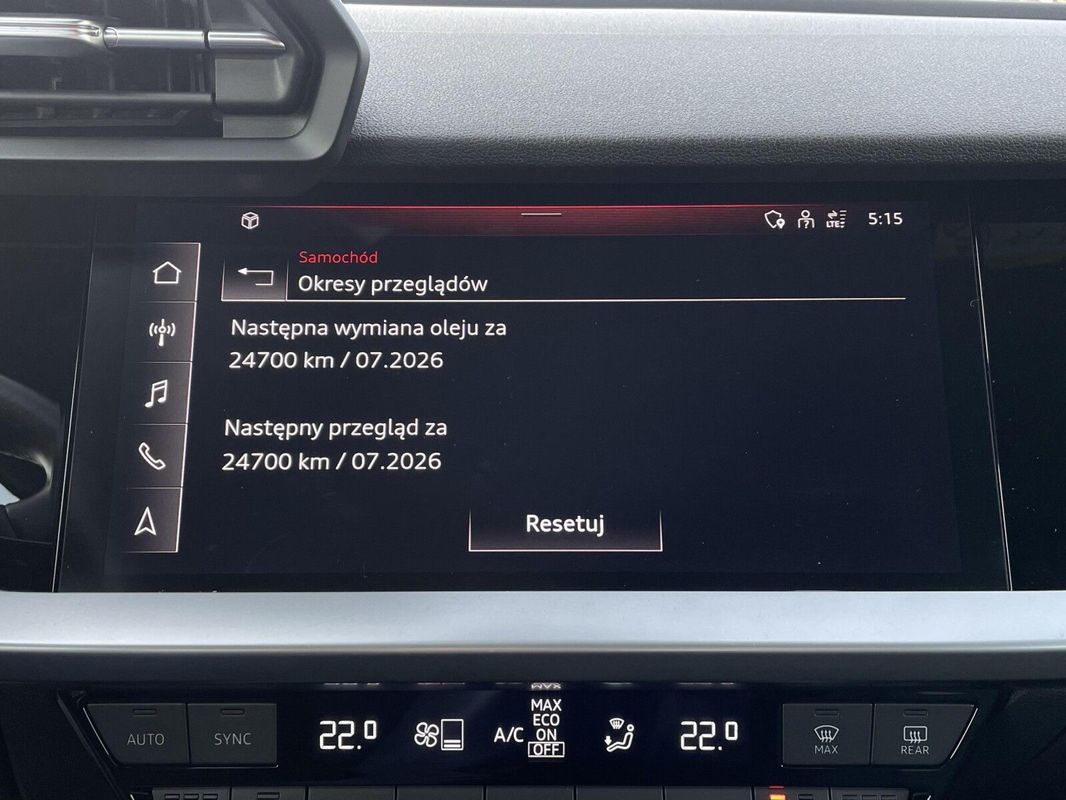 LTE
5:15
Samochód
Okresy przeglądów
Następna wymiana oleju za
24700 km / 07.2026
Następny przegląd za
24700 km / 07.2026
Resetuj
AUTO
SYNC
22.0
A/C
MAX
ECO
ON
OFF
22.0
MAX
REAR